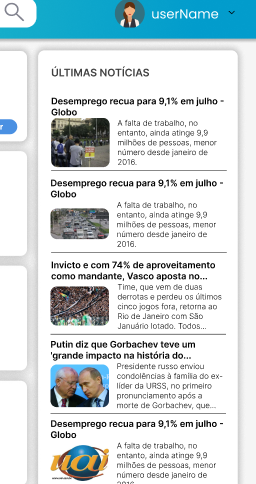 userName
r
ÚLTIMAS NOTÍCIAS
Desemprego recua para 9,1% em julho -
Globo
A falta de trabalho, no
entanto, ainda atinge 9,9
milhões de pessoas, menor
número desde janeiro de
2016.
Desemprego recua para 9,1% em julho -
Globo
A falta de trabalho, no
entanto, ainda atinge 9,9
milhões de pessoas, menor
número desde janeiro de
2016.
Invicto e com 74% de aproveitamento
como mandante, Vasco aposta no...
Time, que vem de duas
derrotas e perdeu os últimos
cinco jogos fora, retorna ao
Rio de Janeiro com São
Januário lotado. Todos...
Putin diz que Gorbachev teve um
'grande impacto na história do...
Presidente russo enviou
condolências à família do ex-
líder da URSS, no primeiro
pronunciamento após a
morte de Gorbachev, que...
Desemprego recua para 9,1% em julho -
Globo
A falta de trabalho, no
entanto, ainda atinge 9,9
milhões de pessoas, menor
número desde janeiro de
2016.